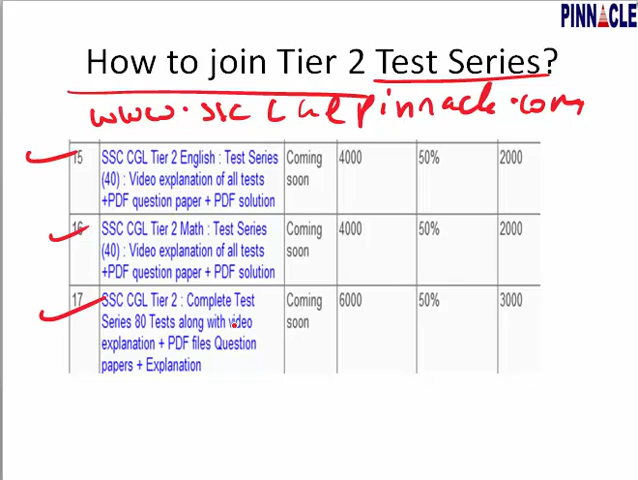 PINNACLE
How to join Tier 2 Test Series?
www.ssccglpinnacle.com
15 SSC CGL Tier 2 English : Test Series Coming 4000 50% 2000
(40) : Video explanation of all tests soon
+PDF question paper + PDF solution
16 SSC CGL Tier 2 Math : Test Series Coming 4000 50% 2000
(40) : Video explanation of all tests soon
+PDF question paper + PDF solution
17 SSC CGL Tier 2 : Complete Test Coming 6000 50% 3000
Series 80 Tests along with video soon
explanation + PDF files Question
papers + Explanation